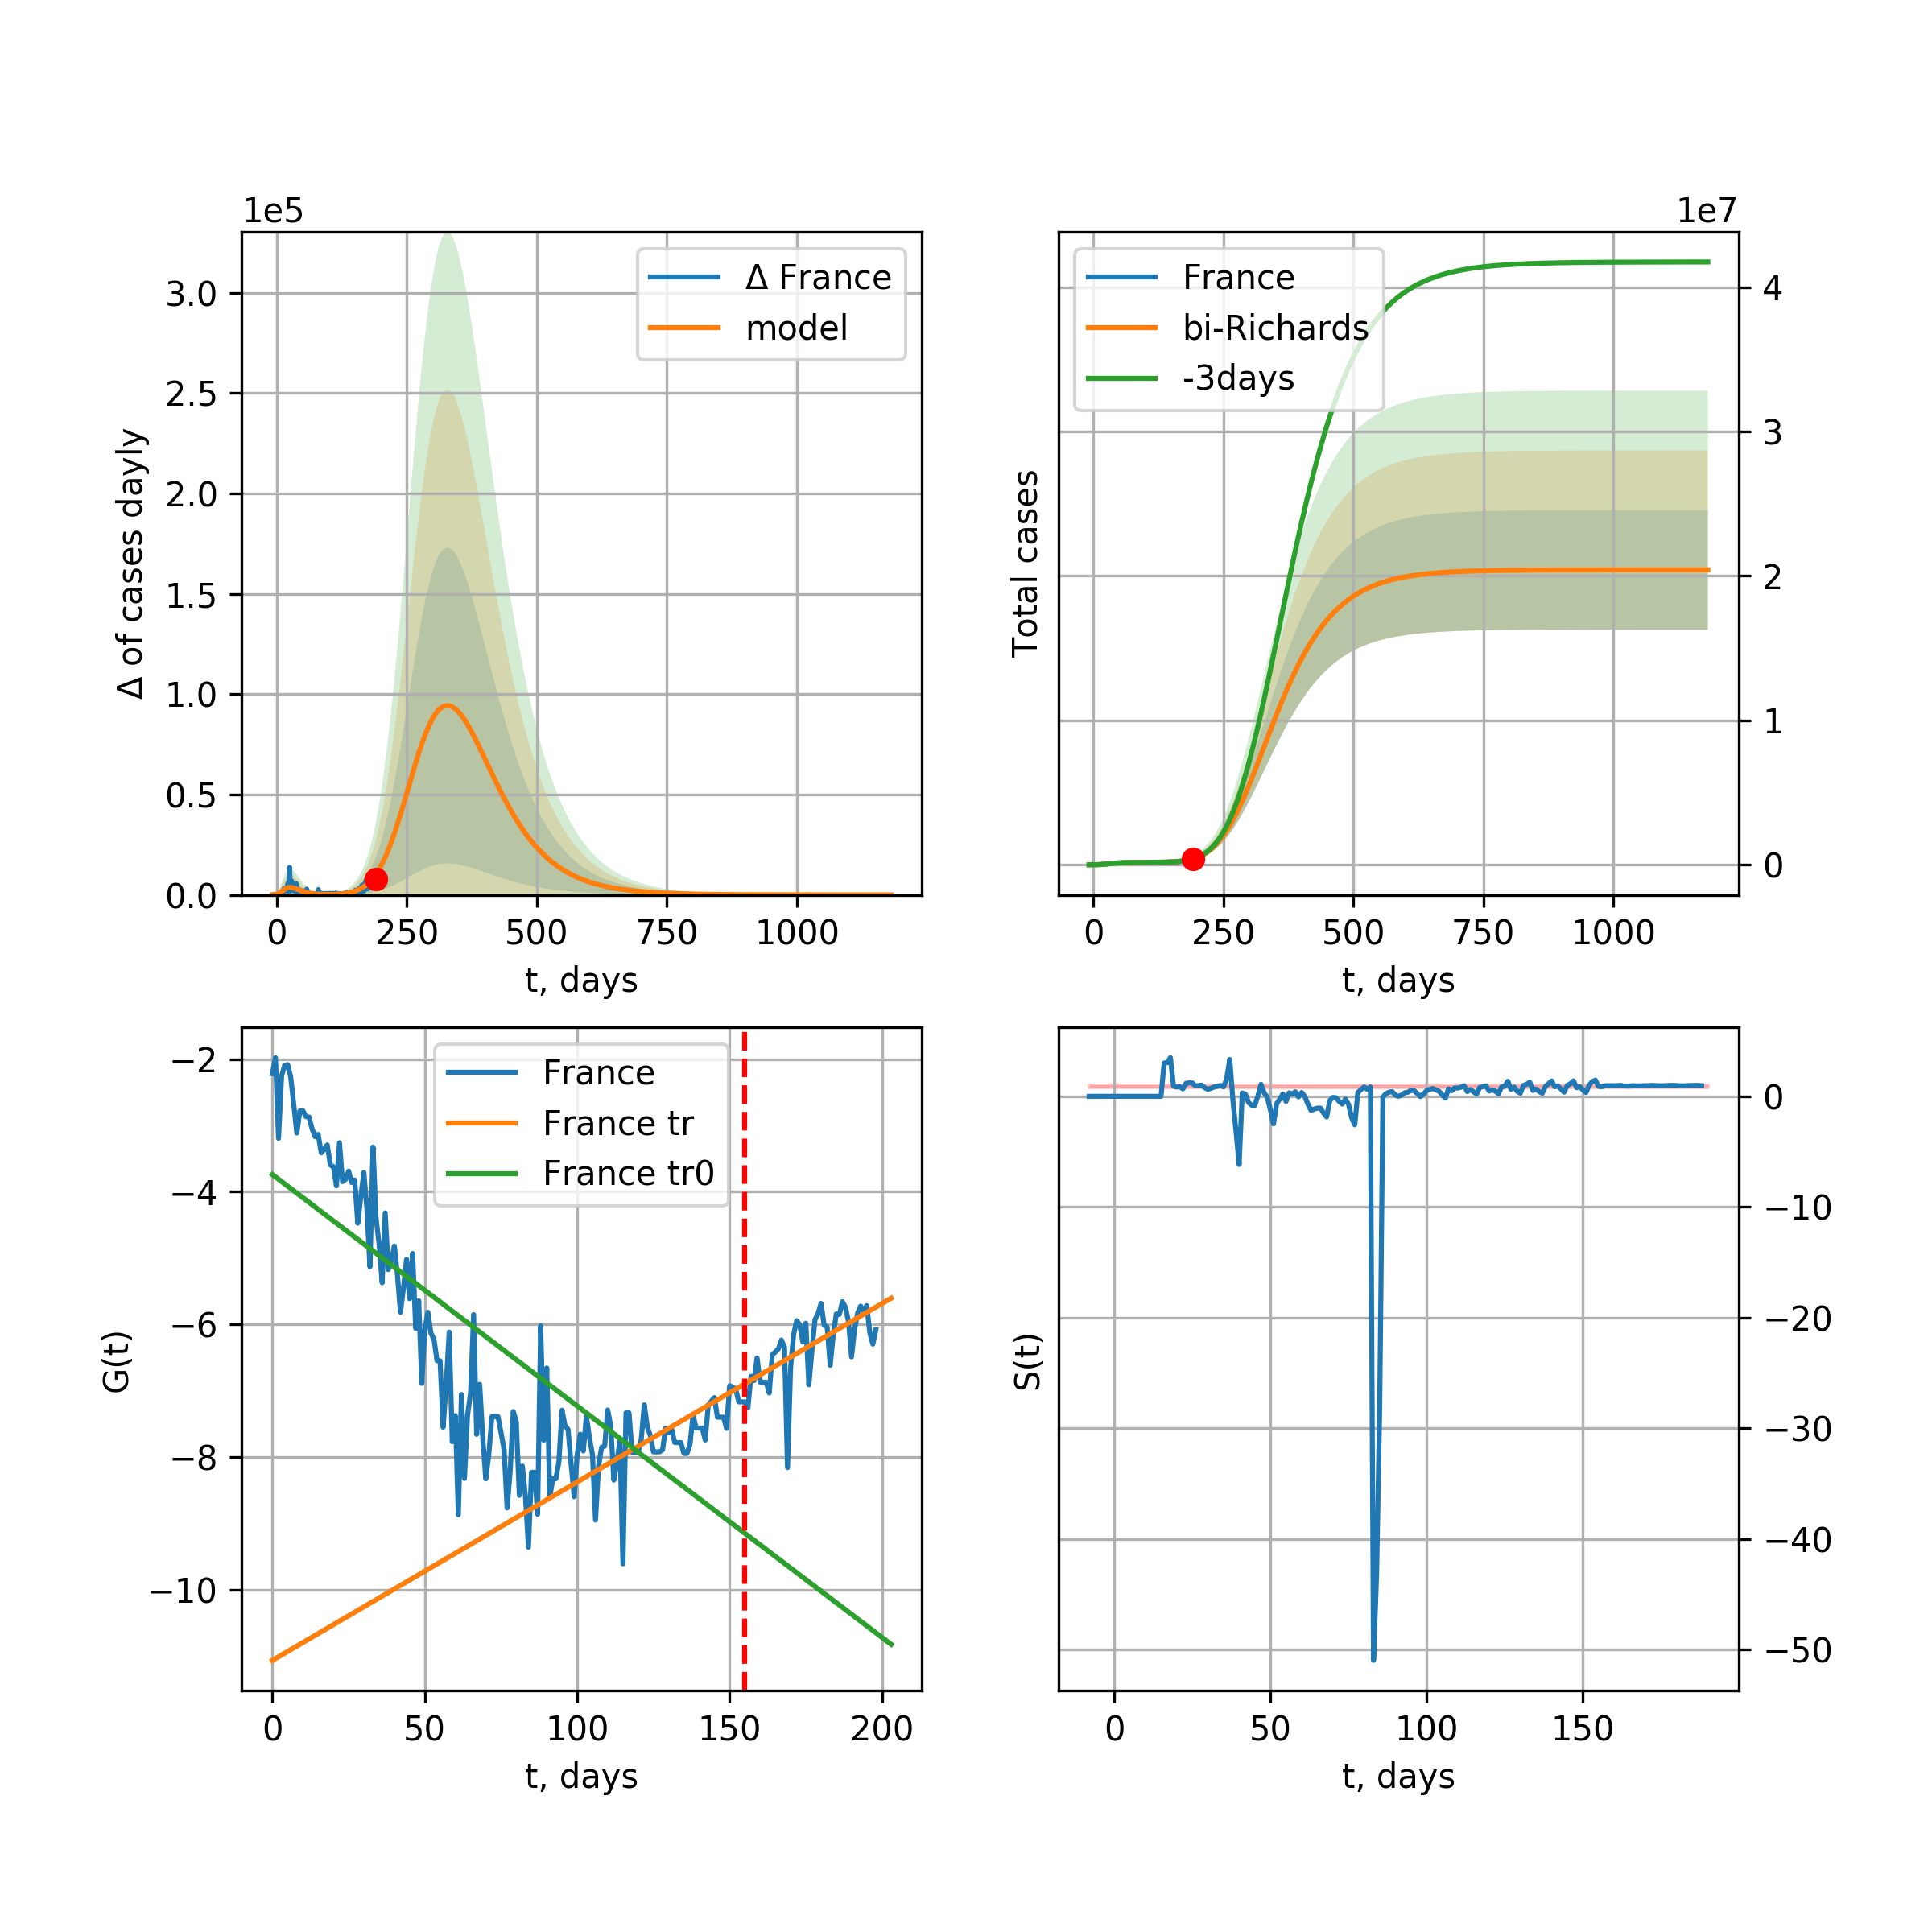 1e5
Δ France
model
3.0
2.5
2.0
1.5
1.0
0.5
0.0
Δ of cases dayly
0 250 500 750 1000
t, days
1e7
France
bi-Richards
-3days
4
3
2
1
0
Total cases
0 250 500 750 1000
t, days
France
France tr
France tr0
−2
−4
−6
−8
−10
G(t)
0 50 100 150 200
t, days
0
−10
−20
−30
−40
−50
S(t)
0 50 100 150
t, days